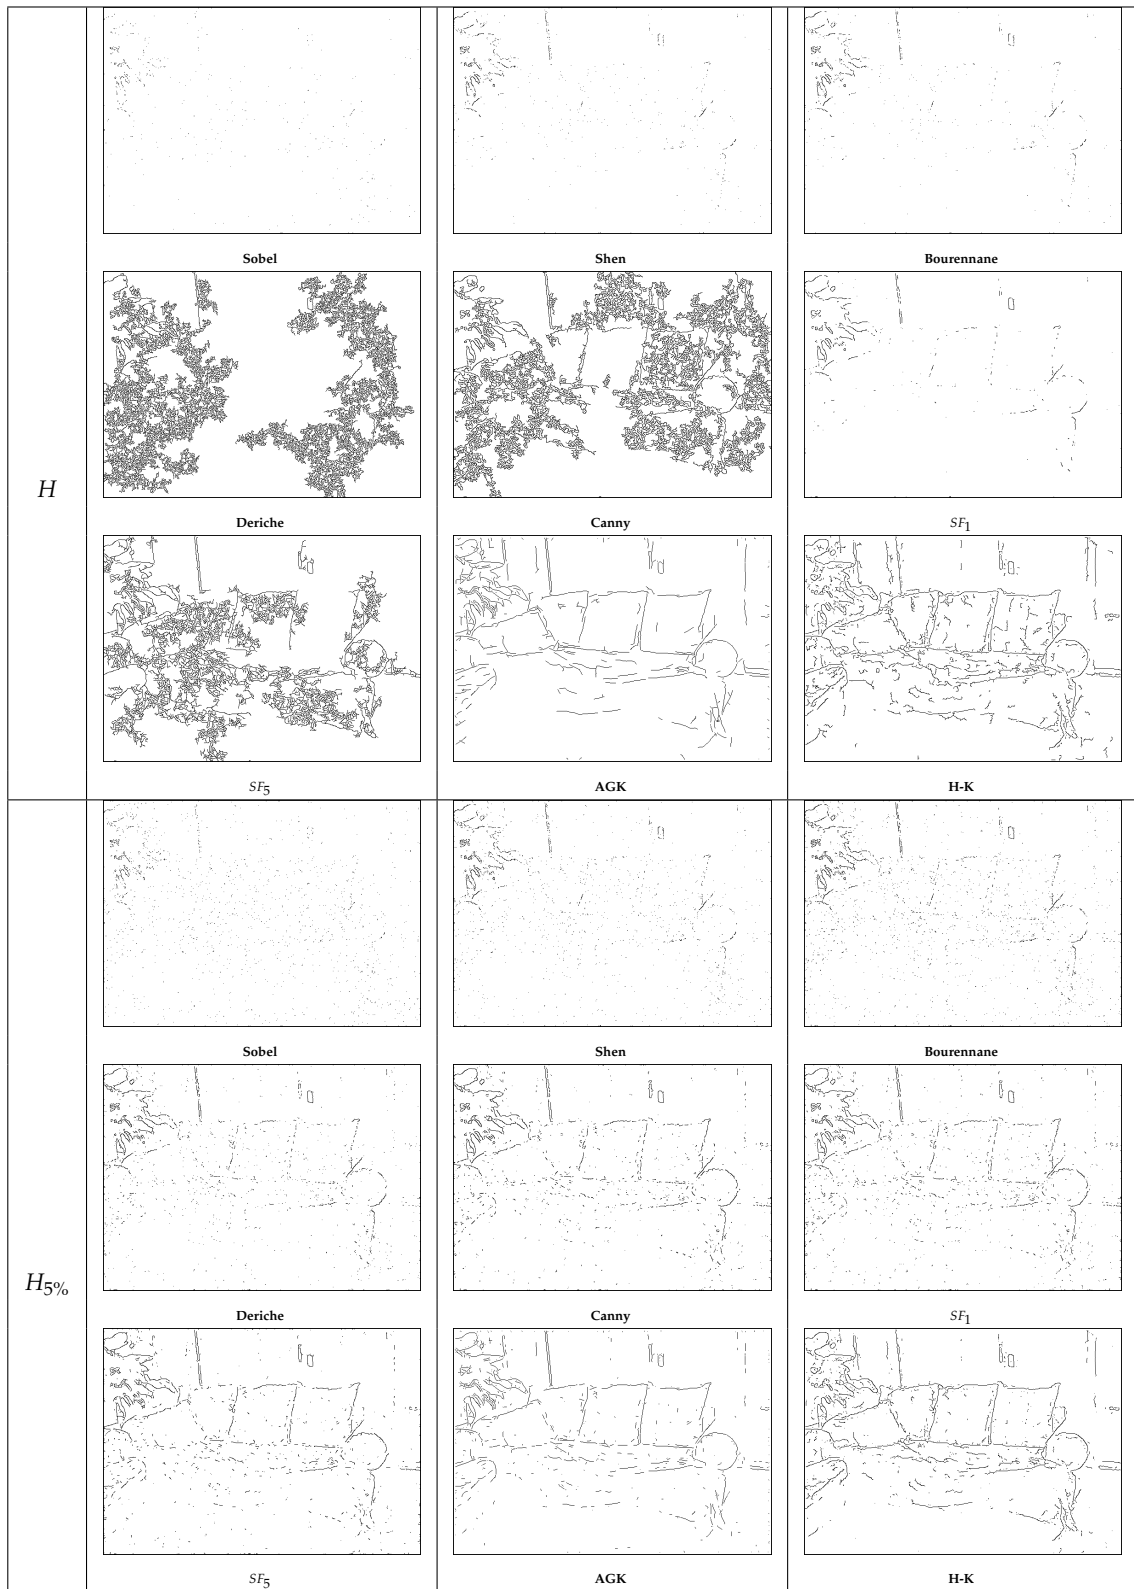 Sobel Shen Bourennane
H
Deriche Canny SF1
SF5 AGK H-K
Sobel Shen Bourennane
H5%
Deriche Canny SF1
SF5 AGK H-K